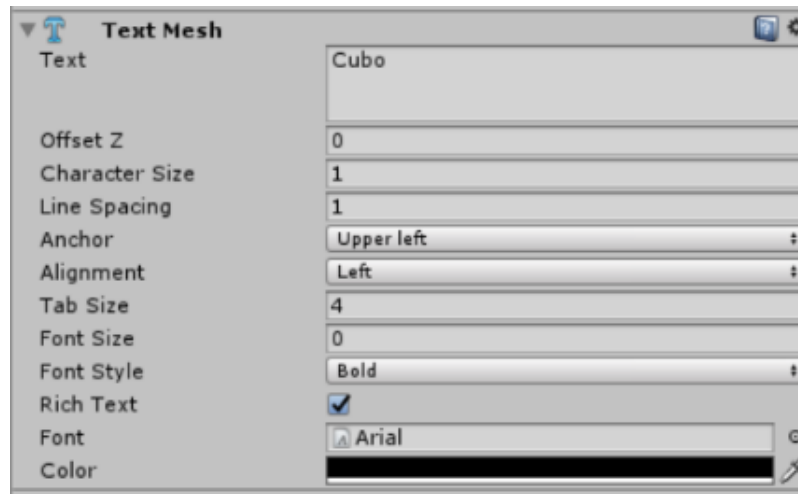 Text Mesh
Text Cubo
Offset Z 0
Character Size 1
Line Spacing 1
Anchor Upper left
Alignment Left
Tab Size 4
Font Size 0
Font Style Bold
Rich Text
Font Arial
Color